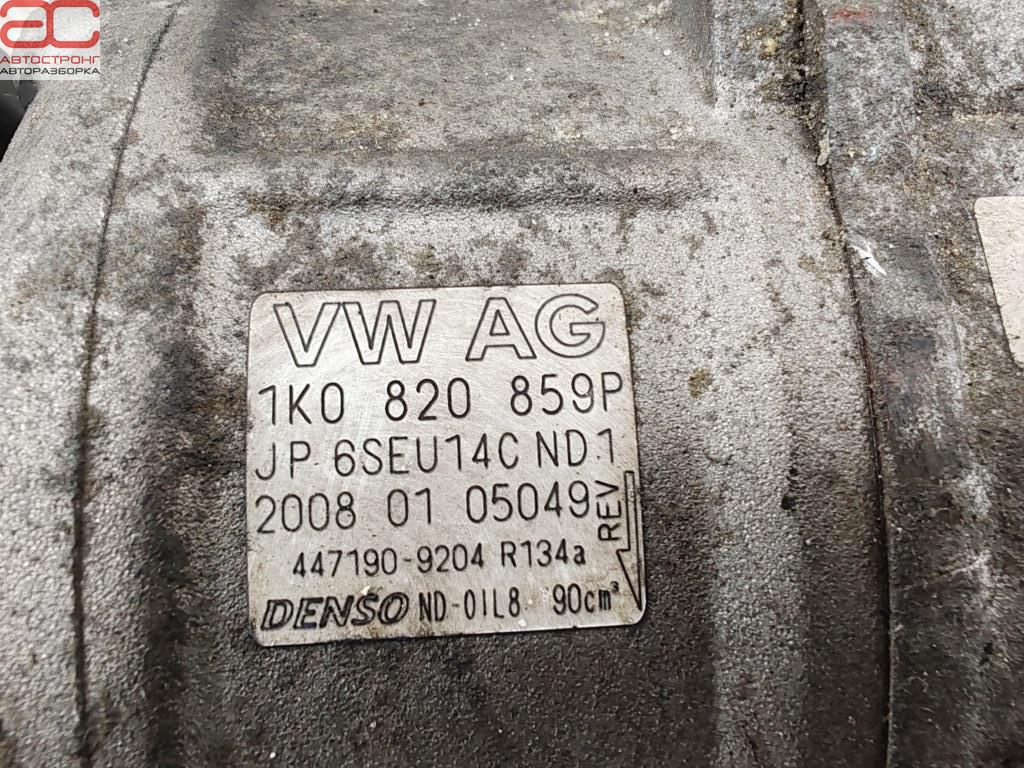 ac
АВТОСТРОНГ
АВТОРАЗБОРКА
VW AG
1K0 820 859P
JP 6SEU14C ND1
2008 01 05049
REV
447190-9204 R134a
DENSO ND-OIL8 90cm³